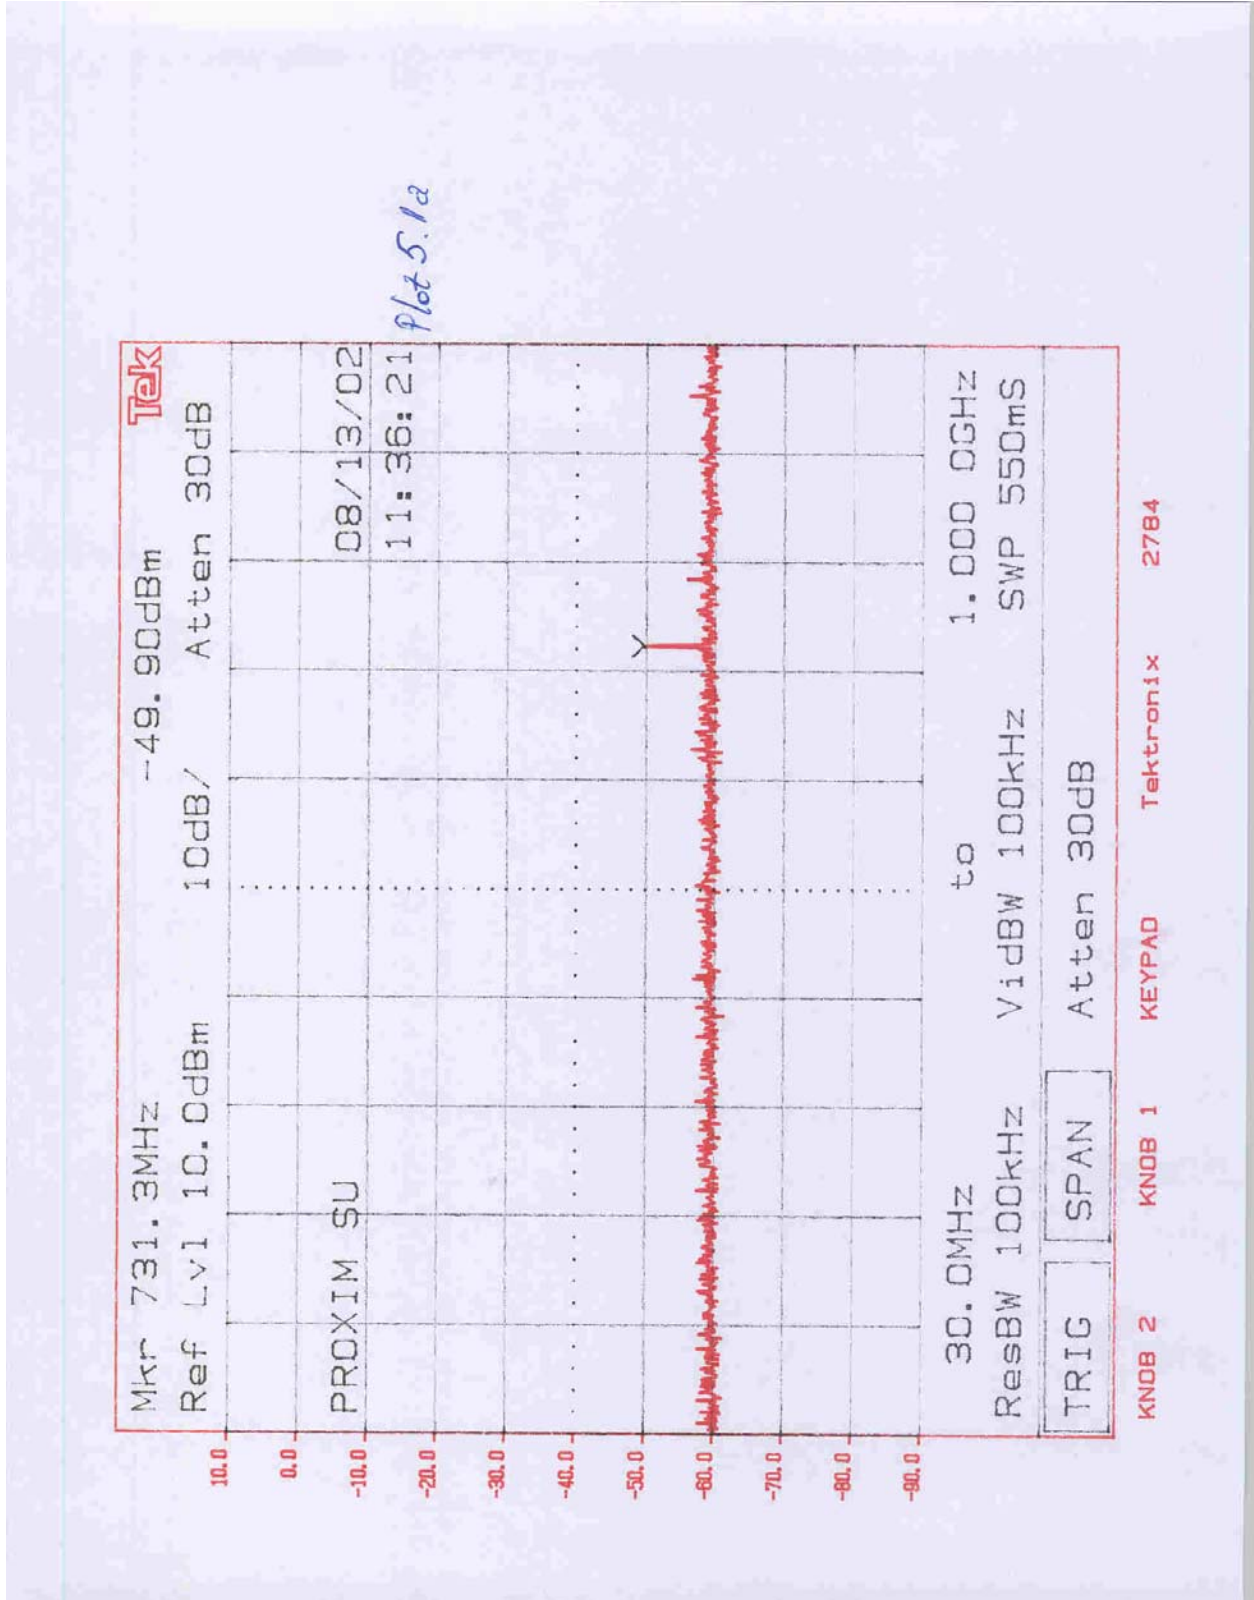 Mkr 731.3MHz -49.90dBm Tek
Ref Lvl 10.0dBm 10dB/ Atten 30dB
10.0
0.0
PROXIM SU 08/13/02
-10.0
11:36:21 Plot 5.1a
-20.0
-30.0
-40.0
-50.0
-60.0
-70.0
-80.0
-90.0
30.0MHz to 1.000 0GHz
ResBW 100kHz VidBW 100kHz SWP 550mS
TRIG SPAN Atten 30dB
KNOB 2 KNOB 1 KEYPAD Tektronix 2784